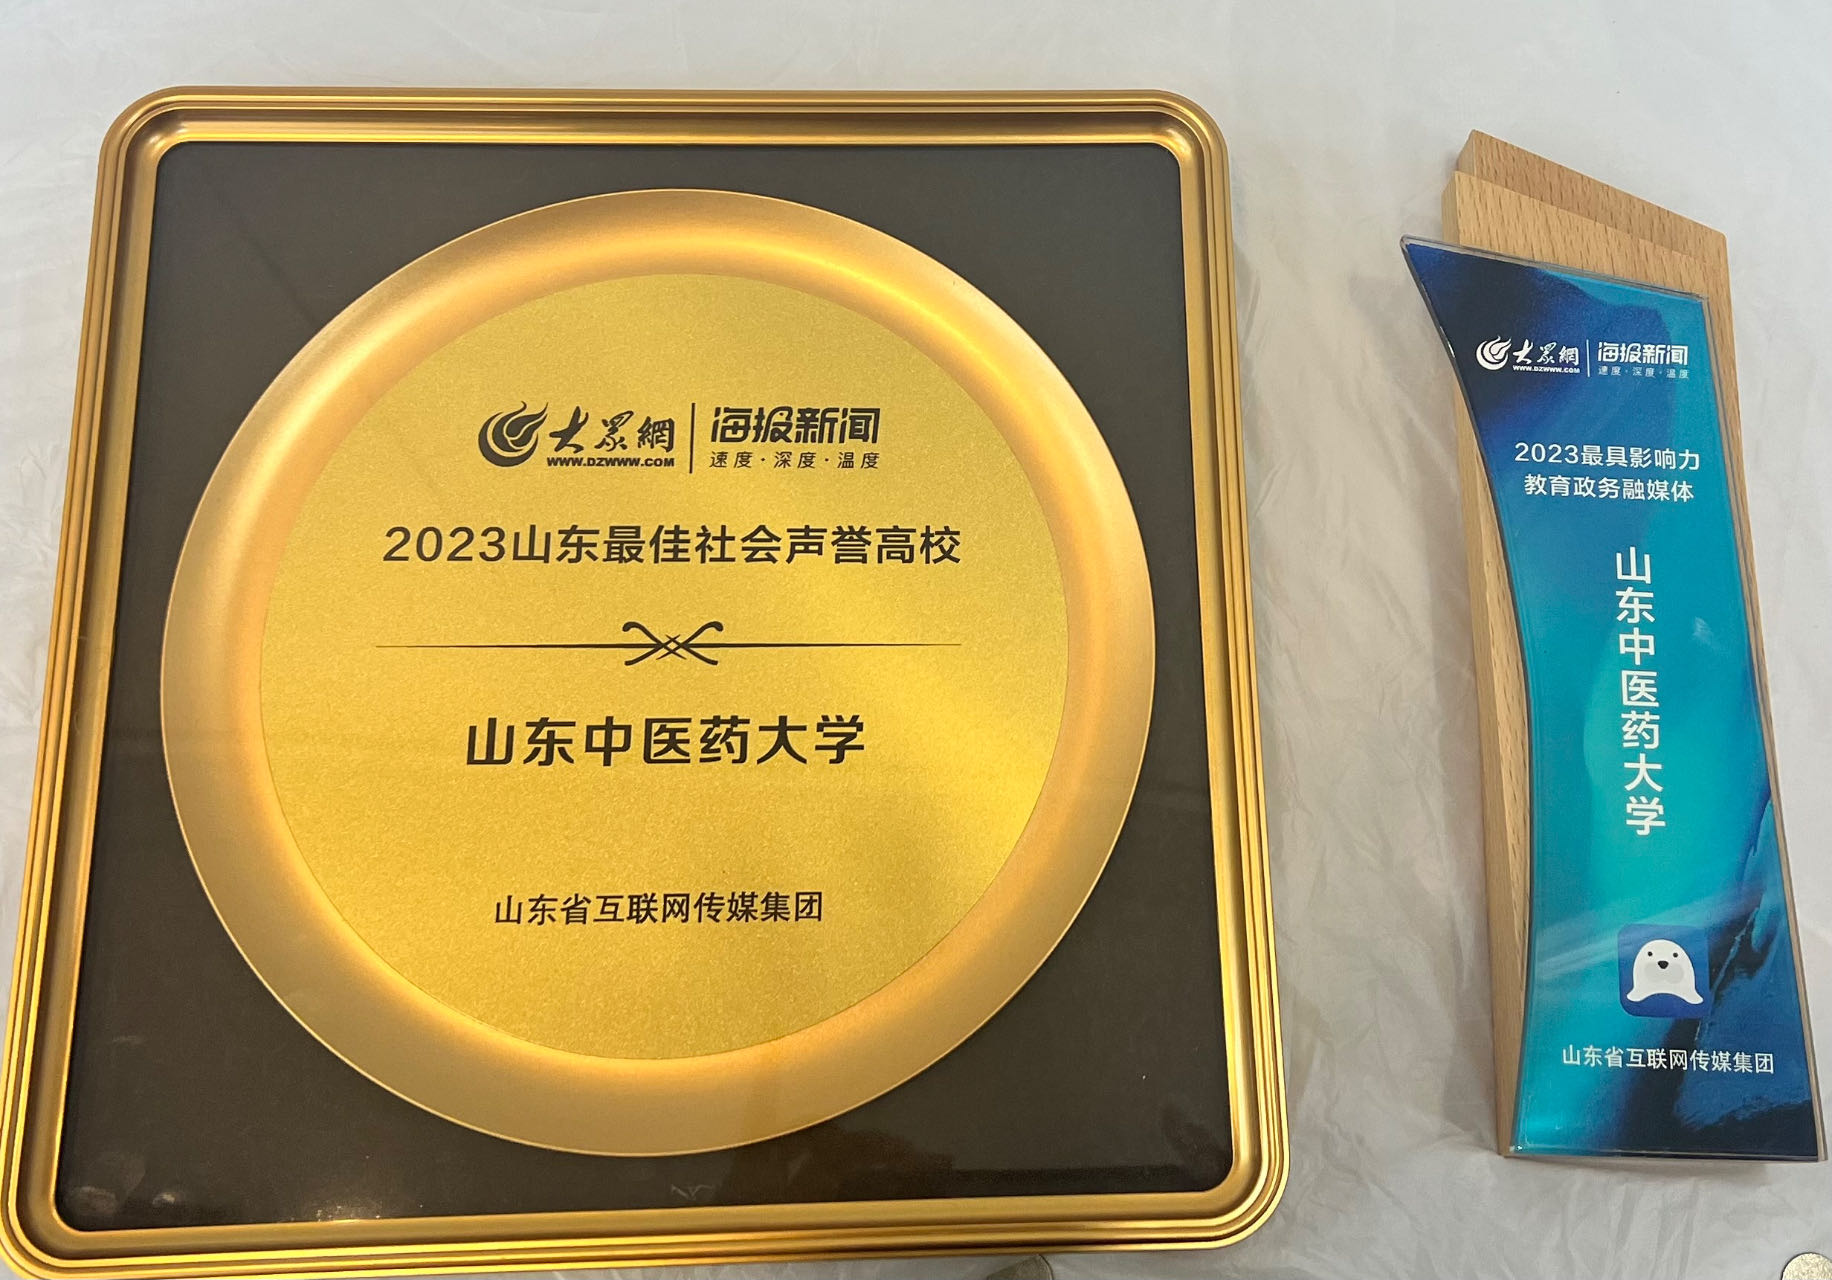 大眾網
WWW.DZWWW.COM
海报新闻
速度·深度·温度
2023山东最佳社会声誉高校
山东中医药大学
山东省互联网传媒集团
大眾網
WWW.DZWWW.COM
海报新闻
速度·深度·温度
2023最具影响力
教育政务融媒体
山东中医药大学
山东省互联网传媒集团